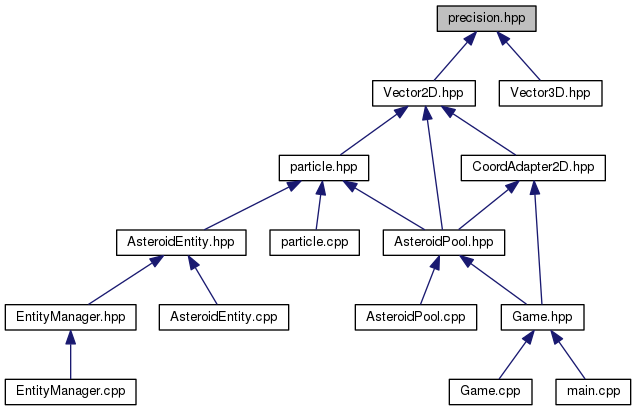 precision.hpp
Vector2D.hpp
Vector3D.hpp
particle.hpp
CoordAdapter2D.hpp
AsteroidEntity.hpp
particle.cpp
AsteroidPool.hpp
EntityManager.hpp
AsteroidEntity.cpp
AsteroidPool.cpp
Game.hpp
EntityManager.cpp
Game.cpp
main.cpp